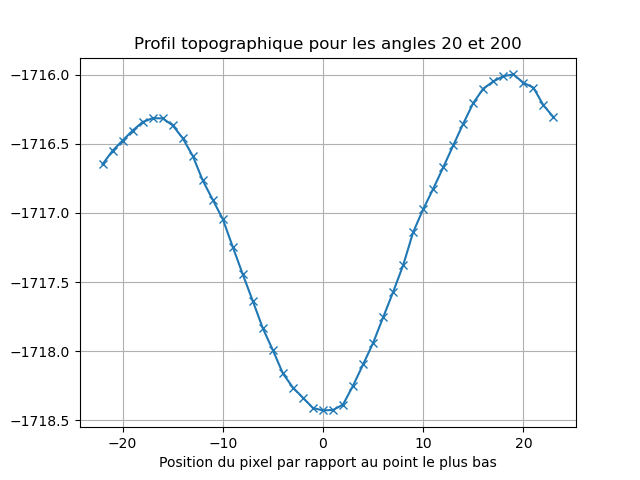 Profil topographique pour les angles 20 et 200
−1716.0
−1716.5
−1717.0
−1717.5
−1718.0
−1718.5
−20 −10 0 10 20
Position du pixel par rapport au point le plus bas